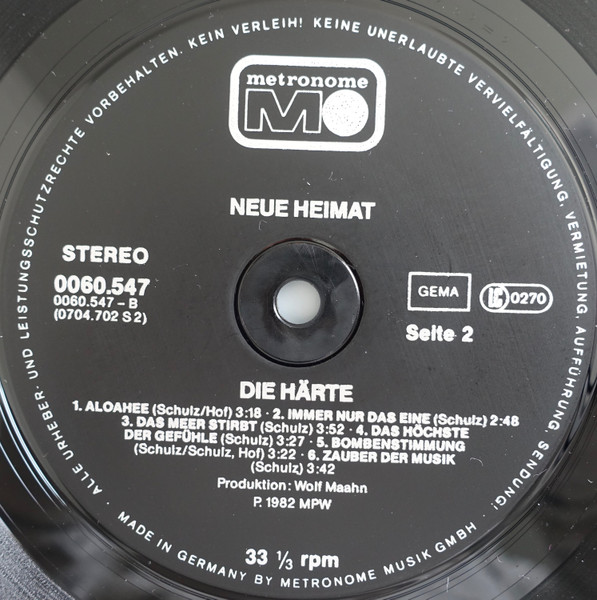 ALLE URHEBER- UND LEISTUNGSSCHUTZRECHTE VORBEHALTEN. KEIN VERLEIH! KEINE UNERLAUBTE VERVIELFÄLTIGUNG, VERMIETUNG, AUFFÜHRUNG, SENDUNG!
metronome
MO
NEUE HEIMAT
STEREO
0060.547
0060.547 – B
(0704.702 S 2)
GEMA
LC 0270
Seite 2
DIE HÄRTE
1. ALOAHEE (Schulz/Hof) 3:18 · 2. IMMER NUR DAS EINE (Schulz) 2:48
3. DAS MEER STIRBT (Schulz) 3:52 · 4. DAS HÖCHSTE
DER GEFÜHLE (Schulz) 3:27 · 5. BOMBENSTIMMUNG
(Schulz/Schulz, Hof) 3:22 · 6. ZAUBER DER MUSIK
(Schulz) 3:42
Produktion: Wolf Maahn
P. 1982 MPW
33 ⅓ rpm
MADE IN GERMANY BY METRONOME MUSIK GMBH